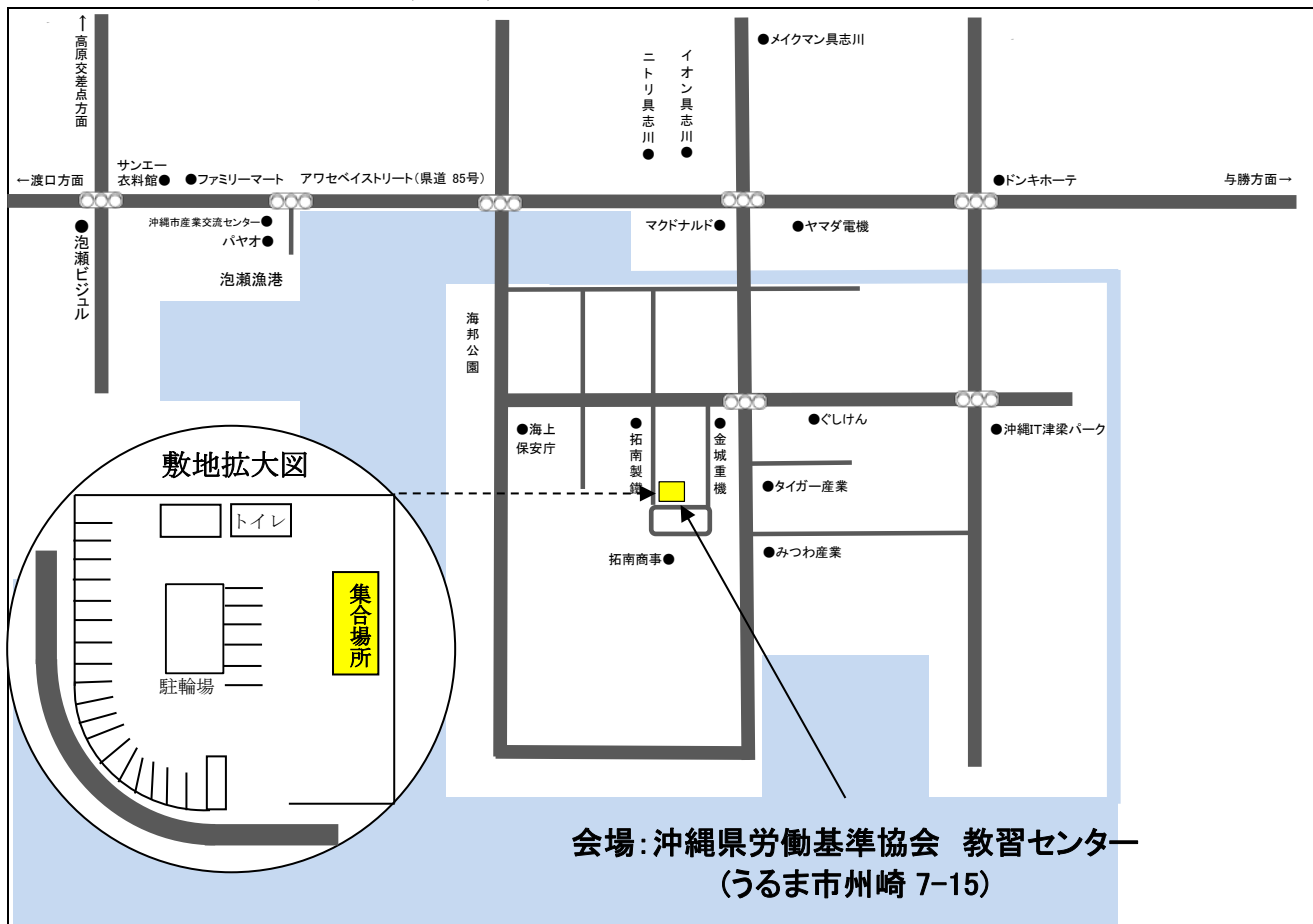 ↑高原交差点方面
ニトリ具志川●
イオン具志川●
●メイクマン具志川
←渡口方面
サンエー
衣料館●
●ファミリーマート
アワセベイストリート(県道 85号)
●ドンキホーテ
与勝方面→
●泡瀬ビジュル
沖縄市産業交流センター●
パヤオ●
泡瀬漁港
マクドナルド●
●ヤマダ電機
海邦公園
●海上
保安庁
●拓南製鐵
●金城重機
●ぐしけん
●沖縄IT津梁パーク
●タイガー産業
拓南商事●
●みつわ産業
敷地拡大図
トイレ
集合場所
駐輪場
会場:沖縄県労働基準協会 教習センター
(うるま市州崎 7-15)